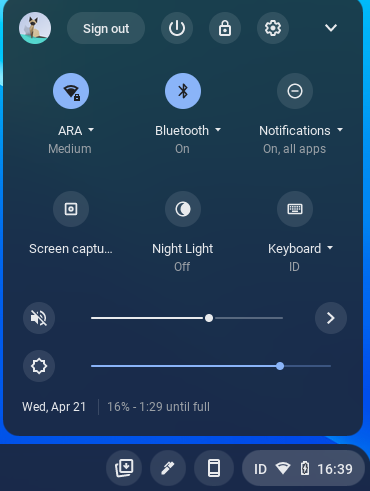 Sign out
ARA Bluetooth Notifications
Medium On On, all apps
Screen captu... Night Light Keyboard
Off ID
Wed, Apr 21 16% - 1:29 until full
ID 16:39